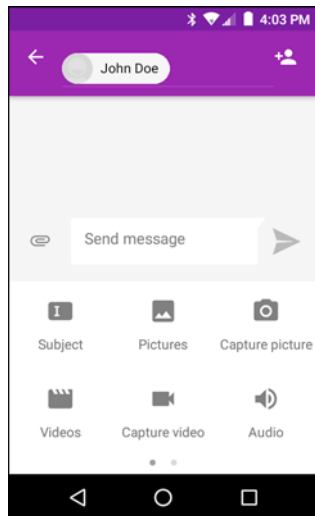 4:03 PM
John Doe
Send message
Subject Pictures Capture picture
Videos Capture video Audio